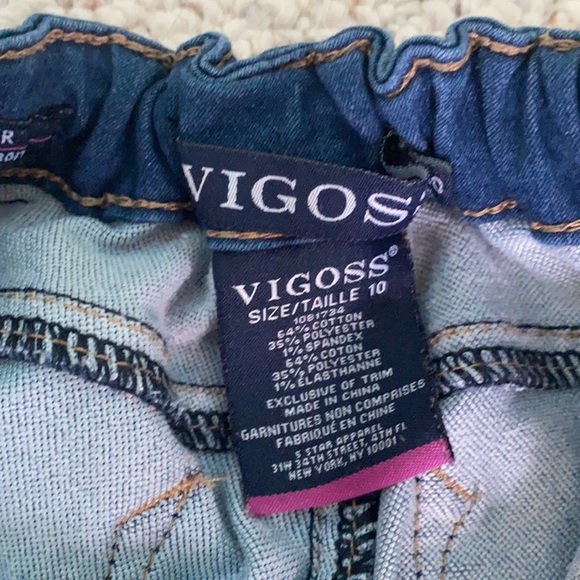 R
VIGOSS
VIGOSS®
SIZE/TAILLE 10
1081734
64% COTTON
35% POLYESTER
1% SPANDEX
64% COTON
35% POLYESTER
1% ELASTHANNE
EXCLUSIVE OF TRIM
MADE IN CHINA
GARNITURES NON COMPRISES
FABRIQUÉ EN CHINE
5 STAR APPAREL
31W 34TH STREET, 4TH FL
NEW YORK, NY 10001